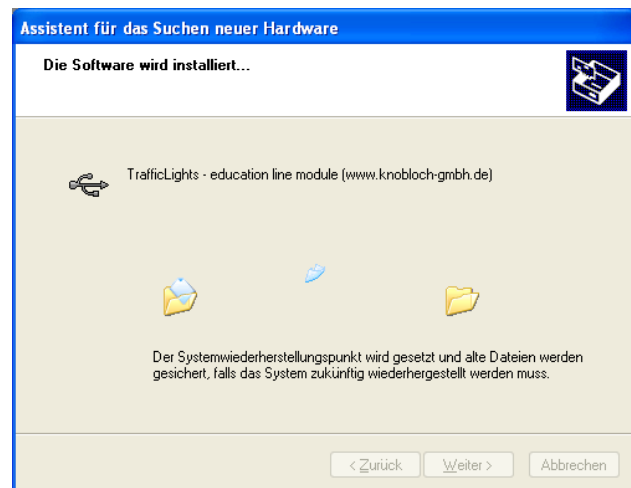 Assistent für das Suchen neuer Hardware
Die Software wird installiert...
TrafficLights - education line module (www.knobloch-gmbh.de)
Der Systemwiederherstellungspunkt wird gesetzt und alte Dateien werden
gesichert, falls das System zukünftig wiederhergestellt werden muss.
< Zurück Weiter > Abbrechen